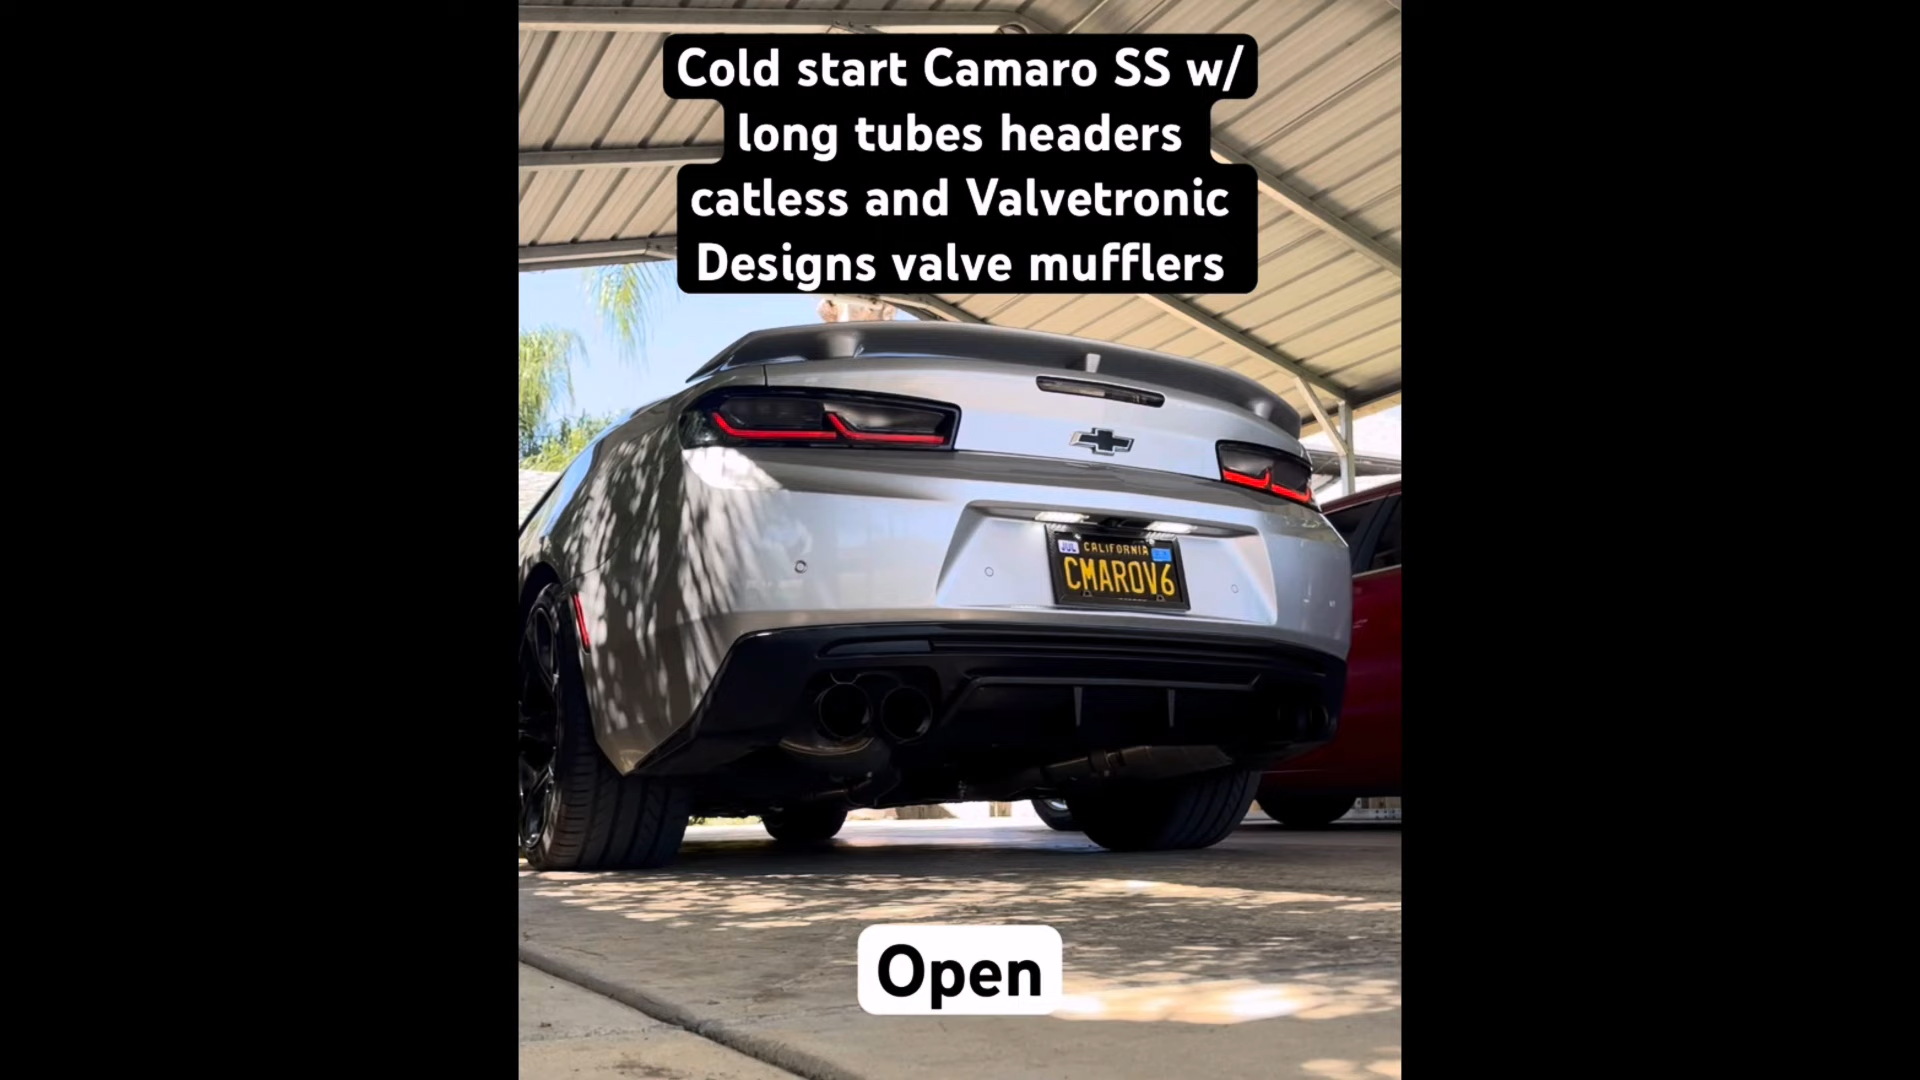 Cold start Camaro SS w/
long tubes headers
catless and Valvetronic
Designs valve mufflers
JUL
CALIFORNIA
CMAROV6
Open